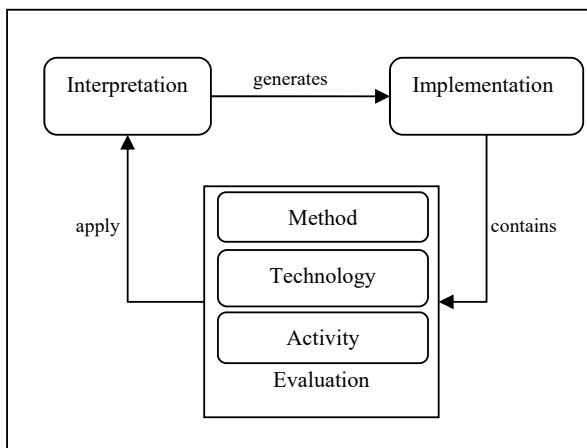 Interpretation
generates
Implementation
apply
Method
contains
Technology
Activity
Evaluation